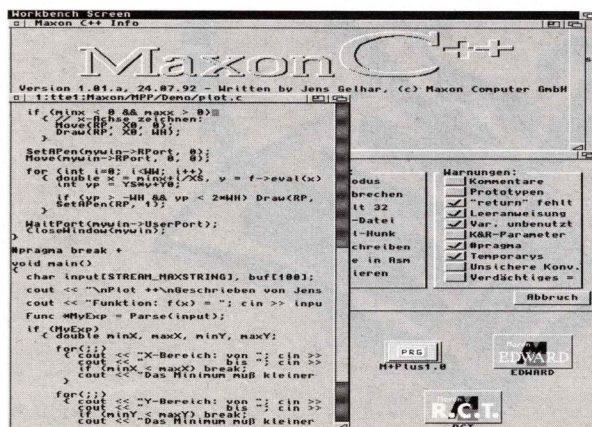 Workbench Screen
Maxon C++ Info
Maxon C++
Version 1.01.a, 24.07.92 - Written by Jens Gelhar, (c) Maxon Computer GmbH
1:tte1:Maxon/MPP/Demo/plot.c
if (minx < 0 && maxx > 0)
{ // x-Achse zeichnen:
Move(RP, X0, 0);
Draw(RP, X0, WH);
}
SetAPen(mywin->RPort, 0);
Move(mywin->RPort, 0, 0);
for (int i=0; i<WW; i++)
{ double x = minx+i/XS, y = f->eval(x)
int yp = YS*y+Y0;
if (yp > -WH && yp < 2*WH) Draw(RP,
SetAPen(RP, 1);
}
WaitPort(mywin->UserPort);
CloseWindow(mywin);
}
#pragma break +
void main()
{
char input[STREAM_MAXSTRING], buf[100];
cout << "\nPlot ++\nGeschrieben von Jens
cout << "Funktion: f(x) = "; cin >> inpu
Func *MyExp = Parse(input);
if (MyExp)
{ double minX, maxX, minY, maxY;
for(;;)
{ cout << "X-Bereich: von "; cin >>
cout << " bis "; cin >>
if (minX < maxX) break;
cout << "Das Minimum muß kleiner
}
for(;;)
{ cout << "Y-Bereich: von "; cin >>
cout << " bis "; cin >>
if (minY < maxY) break;
cout << "Das Minimum muß kleiner
odus
brechen
lt 32
-Datei
l-Hunk
chreiben
e in Asm
ieren
Warnungen:
Kommentare
Prototypen
"return" fehlt
Leeranweisung
Var. unbenutzt
K&R-Parameter
#pragma
Temporarys
Unsichere Konv.
Verdächtiges =
Abbruch
PRG
M+Plus1.0
Maxon
EDWARD
EDWARD
Maxon
R.C.T.
RCT